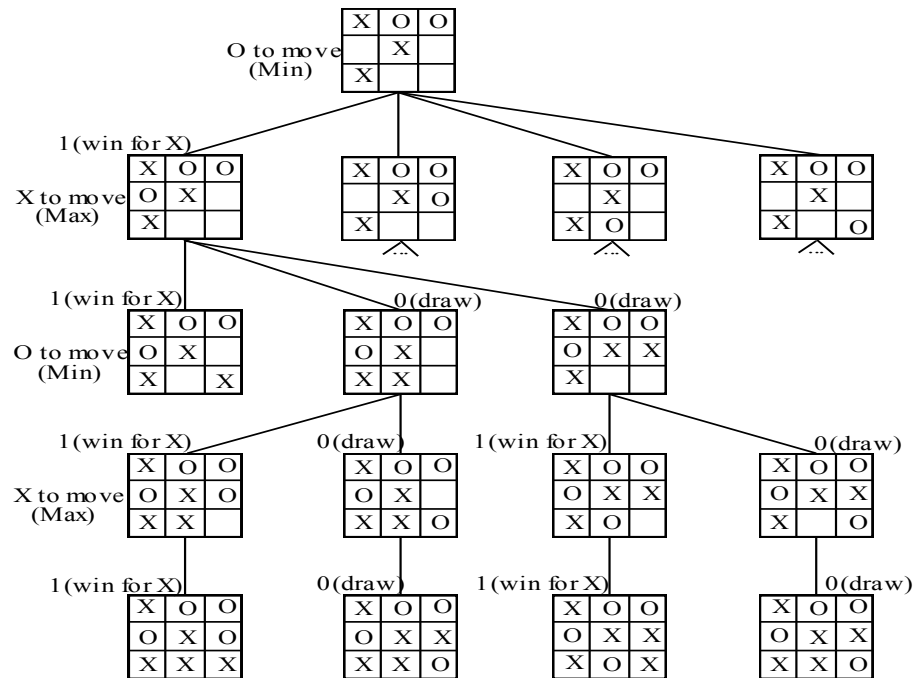 X O O
O to move X
(Min)
X
1 (win for X)
X O O X O O X O O X O O
X to move O X X O X X
(Max)
X X X O X O
... ... ...
1 (win for X) 0 (draw) 0 (draw)
X O O X O O X O O
O to move O X O X O X X
(Min)
X X X X X
1 (win for X) 0 (draw) 1 (win for X) 0 (draw)
X O O X O O X O O X O O
X to move O X O O X O X X O X X
(Max)
X X X X O X O X O
1 (win for X) 0 (draw) 1 (win for X) 0 (draw)
X O O X O O X O O X O O
O X O O X X O X X O X X
X X X X X O X O X X X O